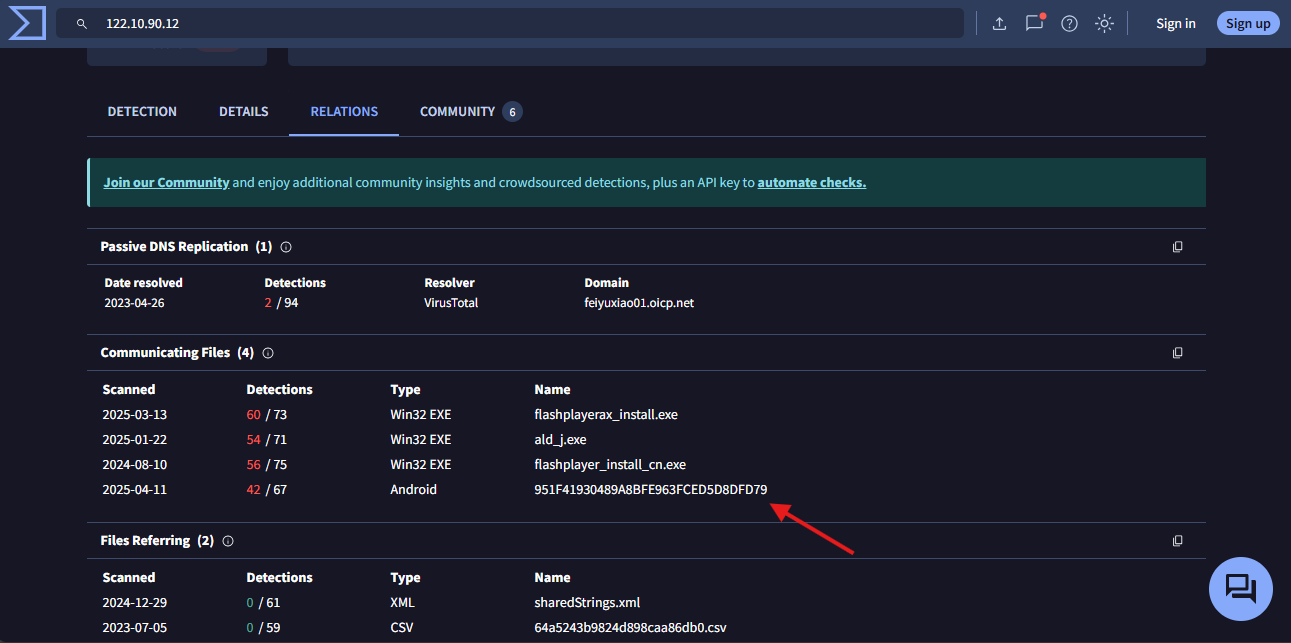 122.10.90.12
Sign in
Sign up
DETECTION DETAILS RELATIONS COMMUNITY 6
Join our Community and enjoy additional community insights and crowdsourced detections, plus an API key to automate checks.
Passive DNS Replication (1)
Date resolved Detections Resolver Domain
2023-04-26 2 / 94 VirusTotal feiyuxiao01.oicp.net
Communicating Files (4)
Scanned Detections Type Name
2025-03-13 60 / 73 Win32 EXE flashplayerax_install.exe
2025-01-22 54 / 71 Win32 EXE ald_j.exe
2024-08-10 56 / 75 Win32 EXE flashplayer_install_cn.exe
2025-04-11 42 / 67 Android 951F41930489A8BFE963FCED5D8DFD79
Files Referring (2)
Scanned Detections Type Name
2024-12-29 0 / 61 XML sharedStrings.xml
2023-07-05 0 / 59 CSV 64a5243b9824d898caa86db0.csv